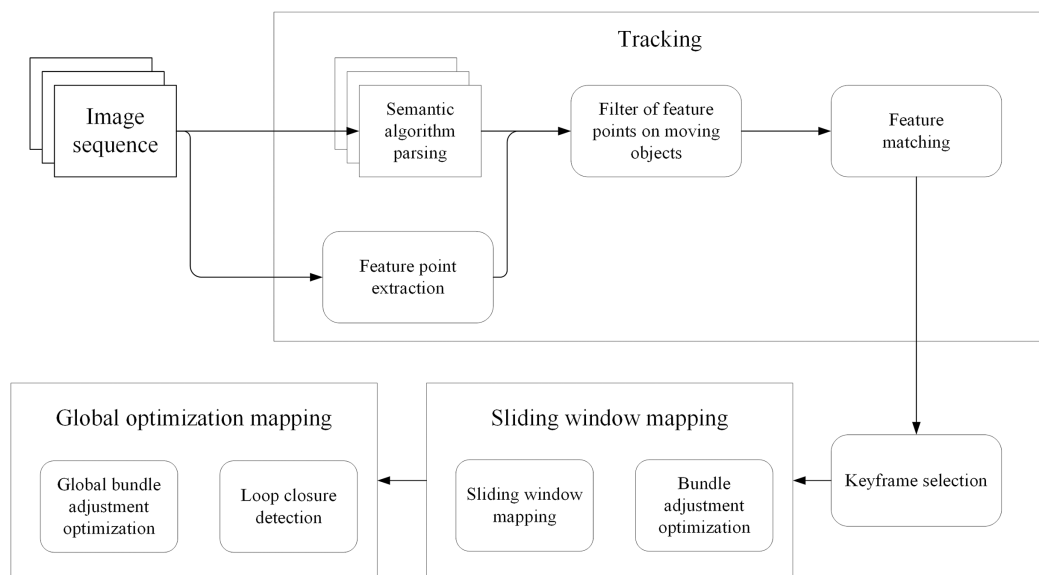 Tracking
Image
sequence
Semantic
algorithm
parsing
Filter of feature
points on moving
objects
Feature
matching
Feature point
extraction
Global optimization mapping
Global bundle
adjustment
optimization
Loop closure
detection
Sliding window mapping
Sliding window
mapping
Bundle
adjustment
optimization
Keyframe selection